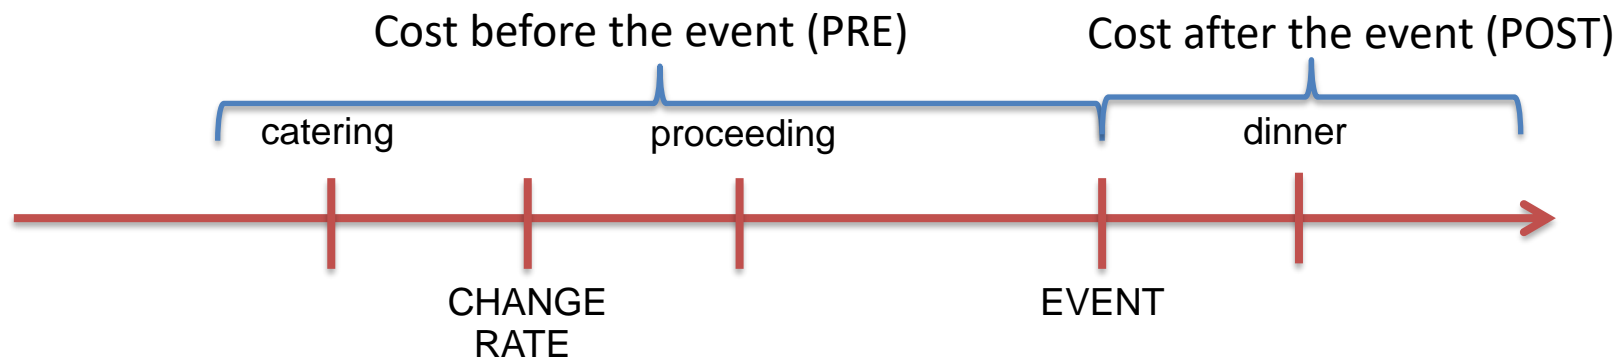 Cost before the event (PRE)
Cost after the event (POST)
catering
proceeding
dinner
CHANGE
RATE
EVENT